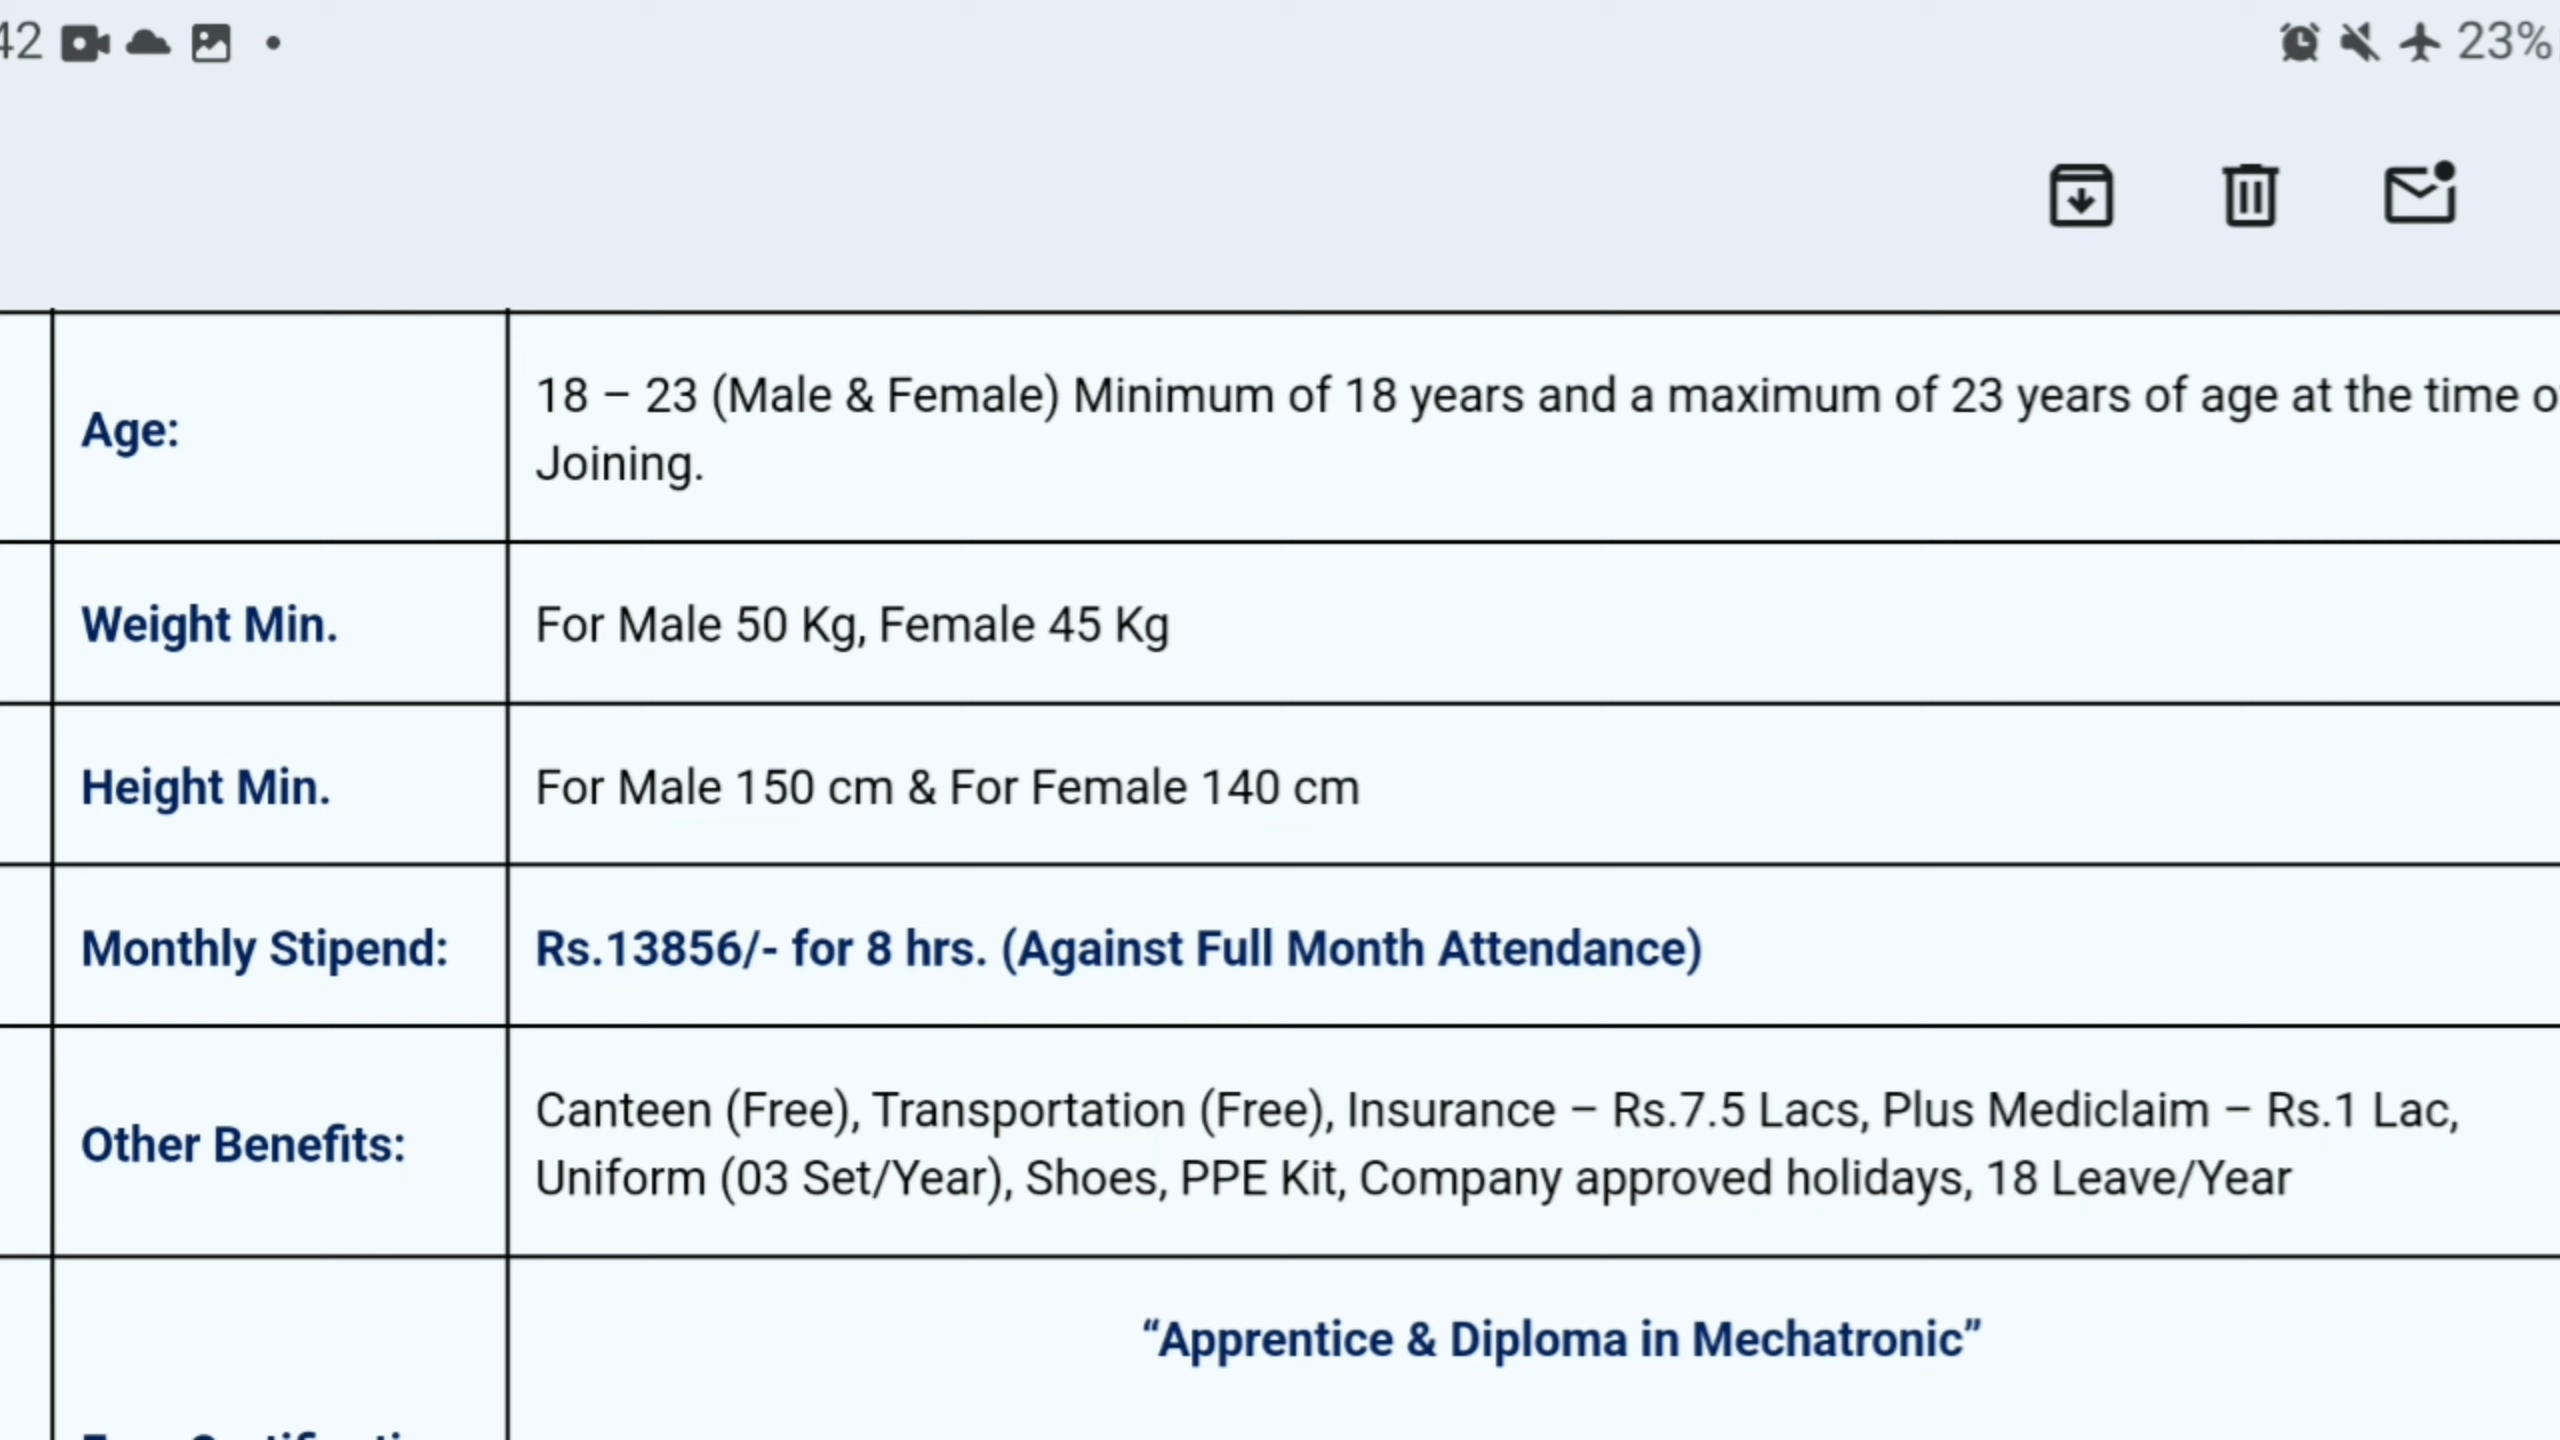 42
23%
Age:
18 – 23 (Male & Female) Minimum of 18 years and a maximum of 23 years of age at the time
Joining.
Weight Min.
For Male 50 Kg, Female 45 Kg
Height Min.
For Male 150 cm & For Female 140 cm
Monthly Stipend:
Rs.13856/- for 8 hrs. (Against Full Month Attendance)
Other Benefits:
Canteen (Free), Transportation (Free), Insurance – Rs.7.5 Lacs, Plus Mediclaim – Rs.1 Lac,
Uniform (03 Set/Year), Shoes, PPE Kit, Company approved holidays, 18 Leave/Year
“Apprentice & Diploma in Mechatronic”